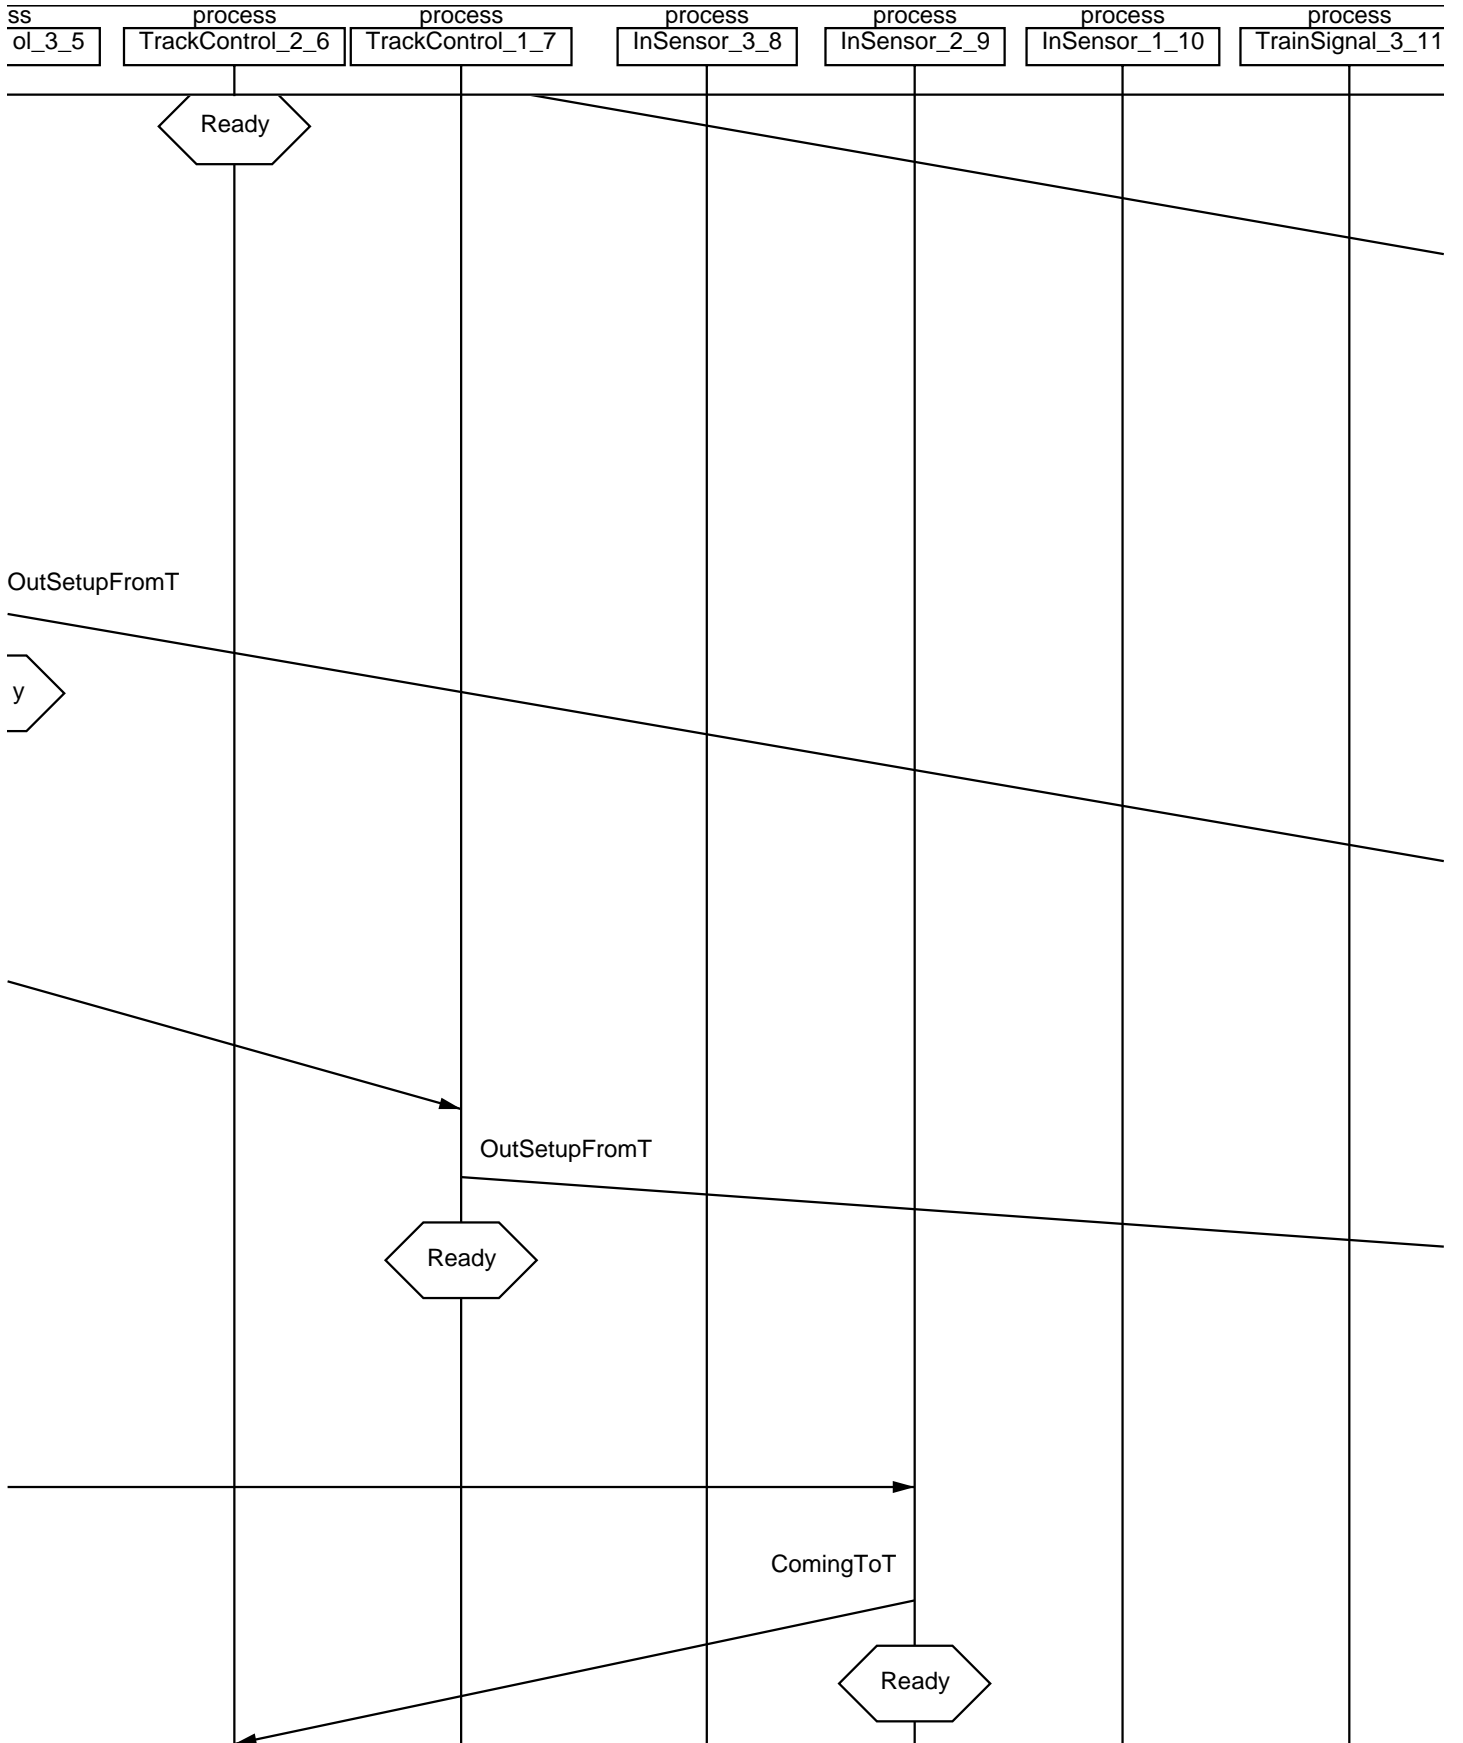 ss process process process process process process
ol_3_5 TrackControl_2_6 TrackControl_1_7 InSensor_3_8 InSensor_2_9 InSensor_1_10 TrainSignal_3_11
Ready
OutSetupFromT
y
OutSetupFromT
Ready
ComingToT
Ready